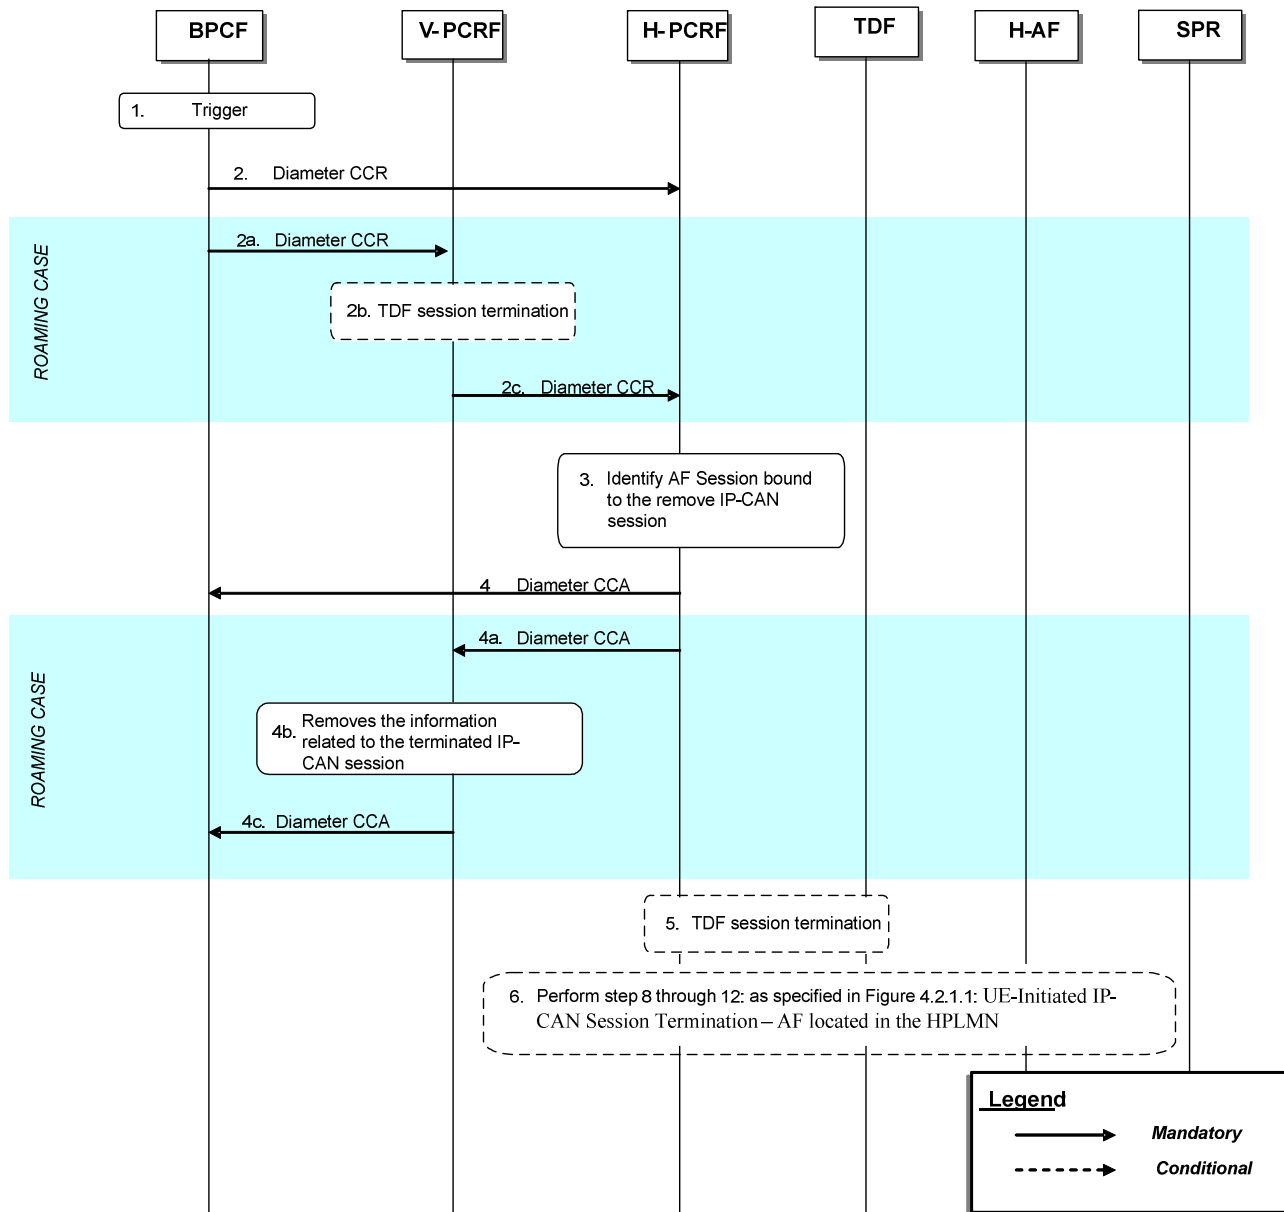 BPCF
V-PCRF
H-PCRF
TDF
H-AF
SPR
1. Trigger
2. Diameter CCR
ROAMING CASE
2a. Diameter CCR
2b. TDF session termination
2c. Diameter CCR
3. Identify AF Session bound
to the remove IP-CAN
session
4 Diameter CCA
ROAMING CASE
4a. Diameter CCA
4b. Removes the information
related to the terminated IP-
CAN session
4c. Diameter CCA
5. TDF session termination
6. Perform step 8 through 12: as specified in Figure 4.2.1.1: UE-Initiated IP-
CAN Session Termination – AF located in the HPLMN
Legend
Mandatory
Conditional